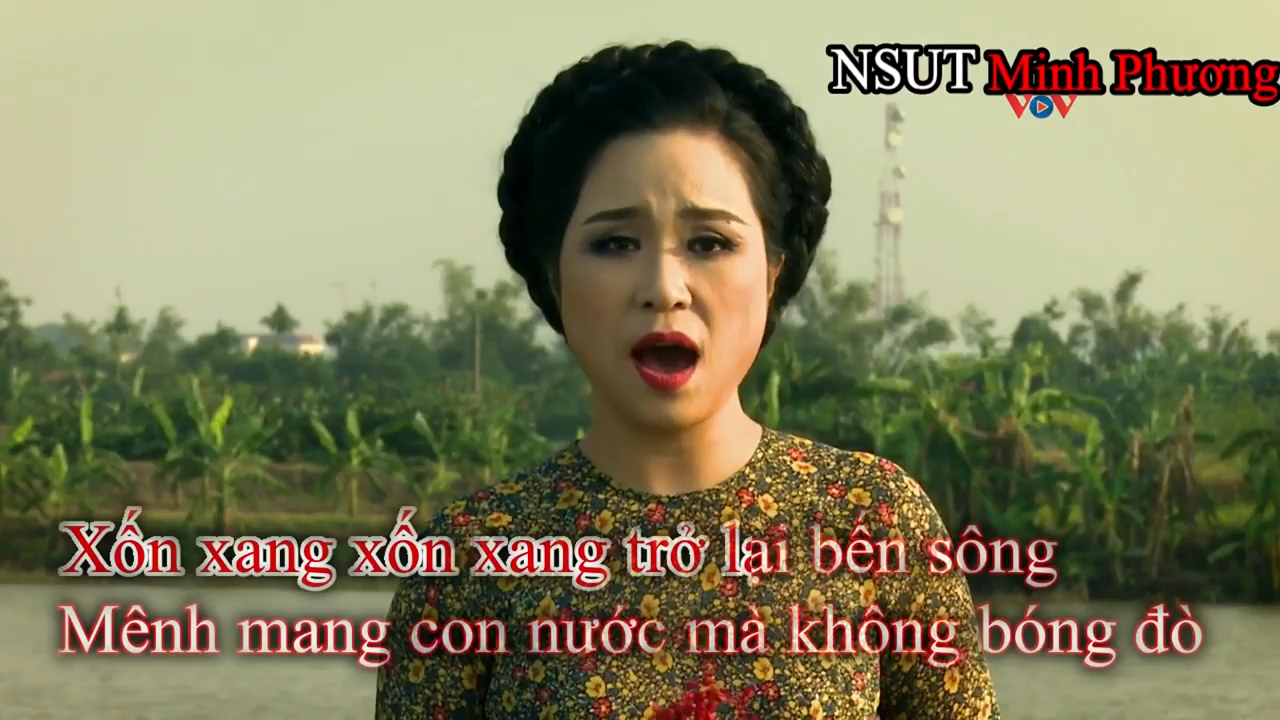 NSUT Minh Phương
VOV
Xốn xang xốn xang trở lại bến sông
Mênh mang con nước mà không bóng đò